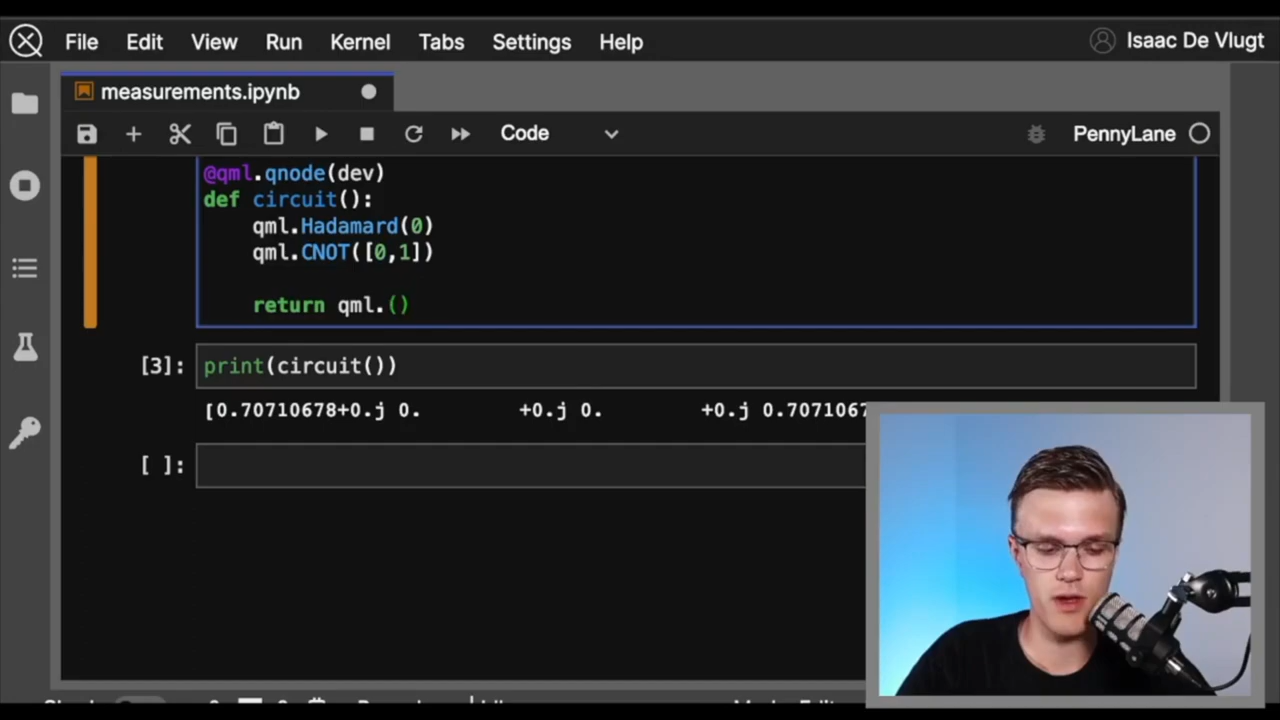 File Edit View Run Kernel Tabs Settings Help Isaac De Vlugt
measurements.ipynb
Code PennyLane
@qml.qnode(dev)
def circuit():
qml.Hadamard(0)
qml.CNOT([0,1])
return qml.()
[3]: print(circuit())
[0.70710678+0.j 0. +0.j 0. +0.j 0.707106
[ ]: